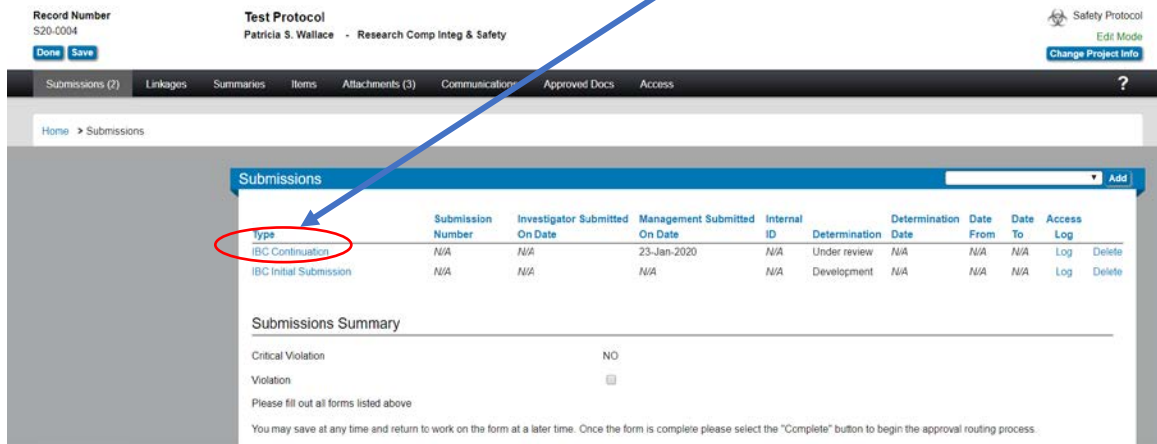 Record Number
S20-0004
Done Save
Test Protocol
Patricia S. Wallace - Research Comp Integ & Safety
Safety Protocol
Edit Mode
Change Project Info
Submissions (2) Linkages Summaries Items Attachments (3) Communications Approved Docs Access ?
Home > Submissions
Submissions Add
Type Submission Number Investigator Submitted On Date Management Submitted On Date Internal ID Determination Determination Date Date From Date To Access Log
IBC Continuation N/A N/A 23-Jan-2020 N/A Under review N/A N/A N/A Log Delete
IBC Initial Submission N/A N/A N/A N/A Development N/A N/A N/A Log Delete
Submissions Summary
Critical Violation NO
Violation
Please fill out all forms listed above
You may save at any time and return to work on the form at a later time. Once the form is complete please select the "Complete" button to begin the approval routing process.